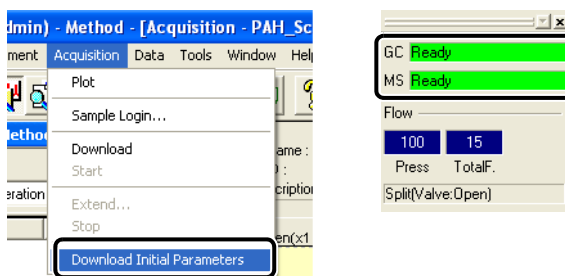 dmin) - Method - [Acquisition - PAH_Sc
ment Acquisition Data Tools Window Hel
Plot
Sample Login...
Download
Start
Extend...
Stop
Download Initial Parameters
ethod
eration
ame :
) :
cription
en(x1
GC Ready
MS Ready
Flow
100 15
Press TotalF.
Split(Valve:Open)